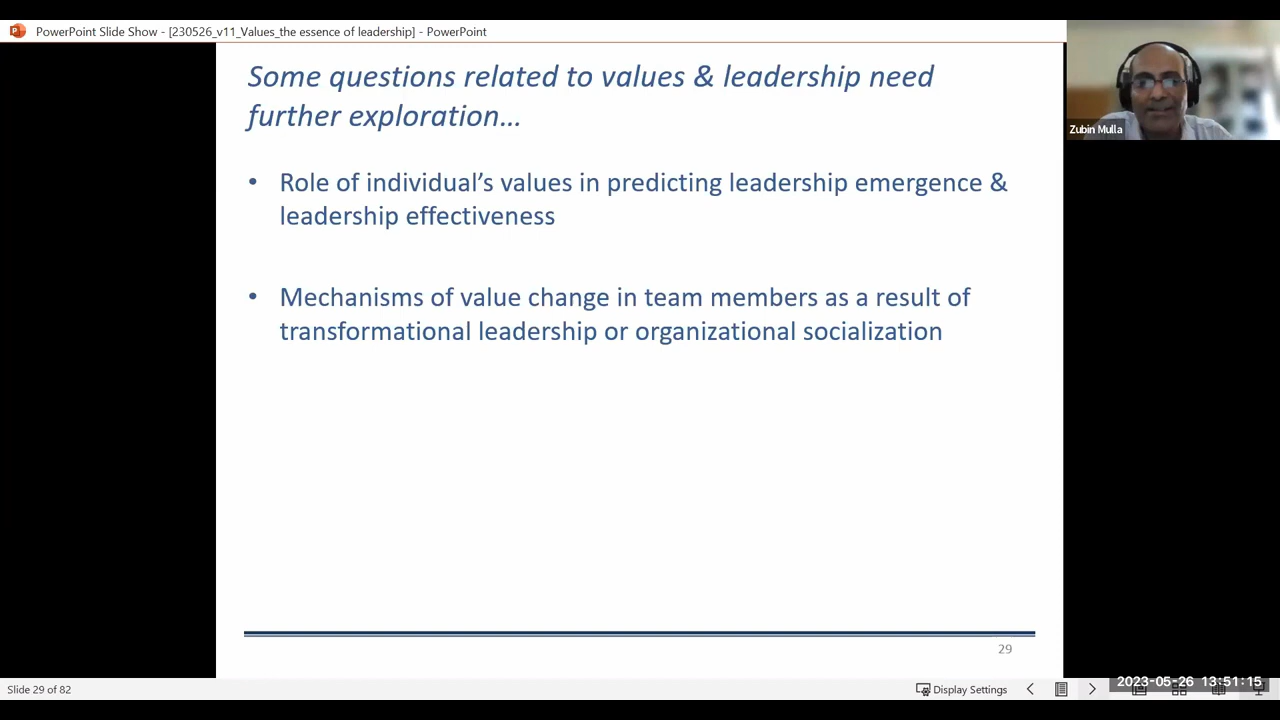 PowerPoint Slide Show - [230526_v11_Values_the essence of leadership] - PowerPoint
Zubin Mulla
Some questions related to values & leadership need
further exploration…
• Role of individual’s values in predicting leadership emergence &
leadership effectiveness
• Mechanisms of value change in team members as a result of
transformational leadership or organizational socialization
29
Slide 29 of 82
Display Settings
2023-05-26 13:51:15